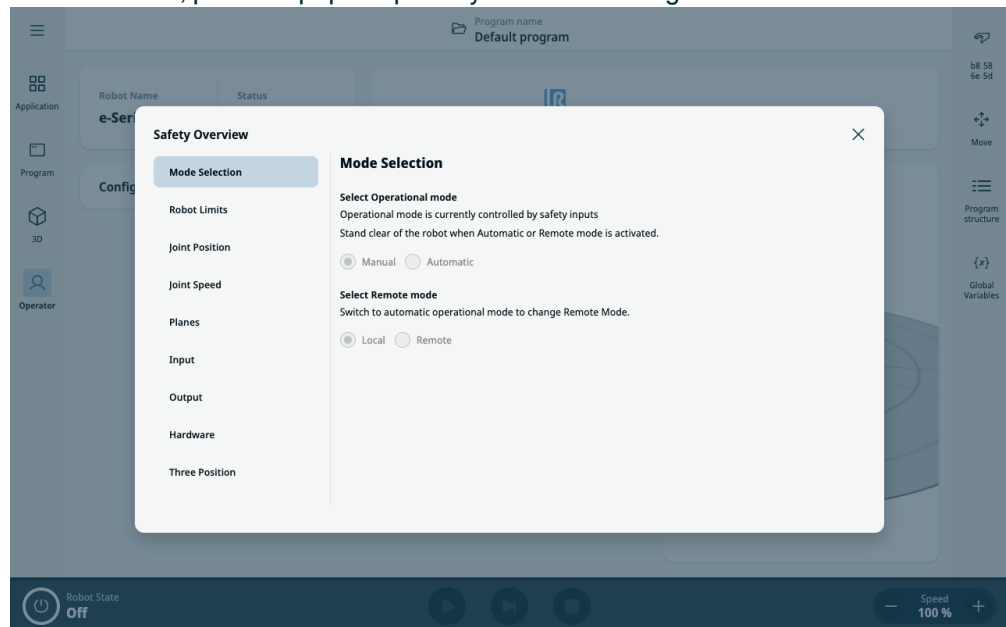 Program name
Default program
b8 58
6e 5d
Application
Robot Name
Status
e-Seri
Move
Safety Overview
Mode Selection
Mode Selection
Program
Config
Select Operational mode
Operational mode is currently controlled by safety inputs
Stand clear of the robot when Automatic or Remote mode is activated.
Manual
Automatic
Select Remote mode
Switch to automatic operational mode to change Remote Mode.
Local
Remote
Robot Limits
Joint Position
Joint Speed
Planes
Input
Output
Hardware
Three Position
3D
Operator
Program
structure
{x}
Global
Variables
Robot State
Off
Speed
100 %